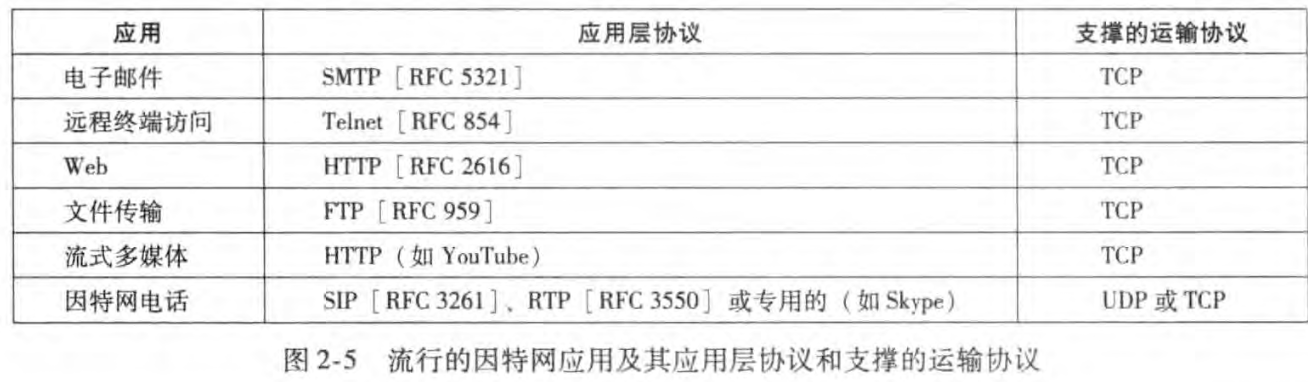 应用 应用层协议 支撑的运输协议
电子邮件 SMTP [RFC 5321] TCP
远程终端访问 Telnet [RFC 854] TCP
Web HTTP [RFC 2616] TCP
文件传输 FTP [RFC 959] TCP
流式多媒体 HTTP (如 YouTube) TCP
因特网电话 SIP [RFC 3261]、RTP [RFC 3550] 或专用的 (如 Skype) UDP 或 TCP
图 2-5 流行的因特网应用及其应用层协议和支撑的运输协议